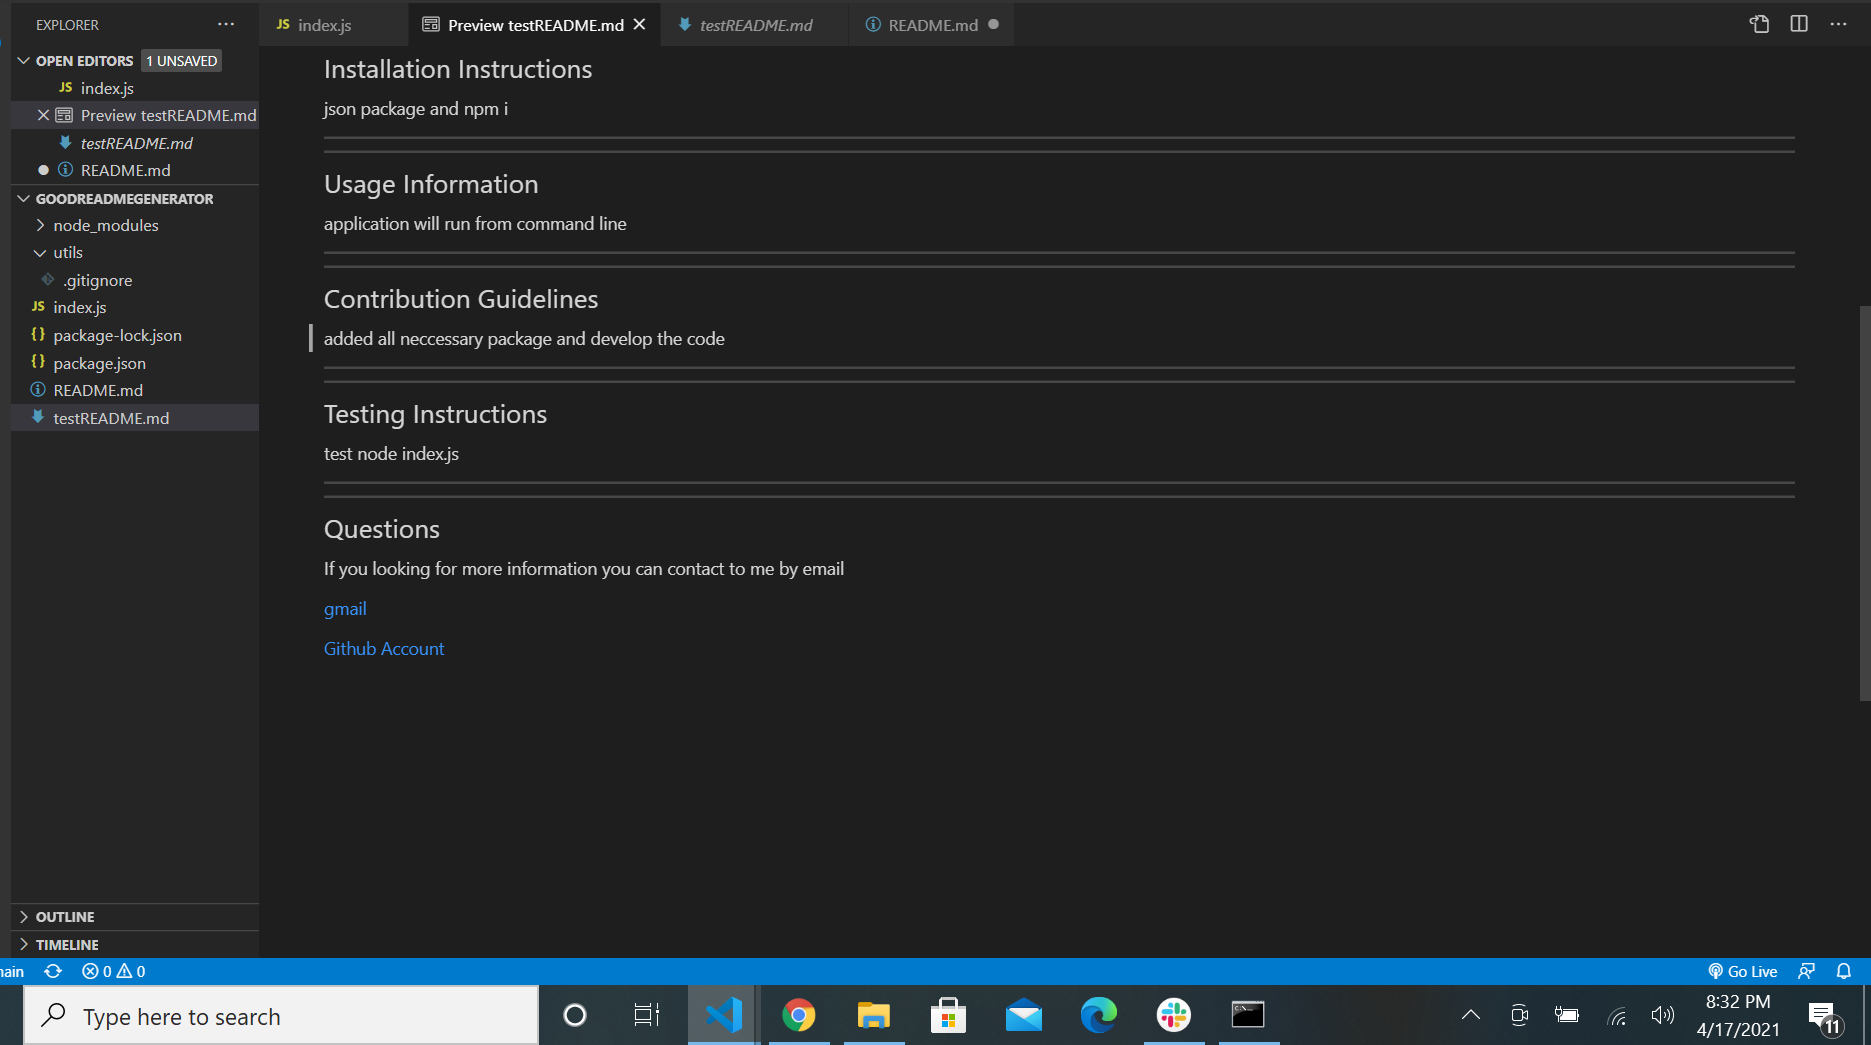 EXPLORER
index.js
Preview testREADME.md
testREADME.md
README.md
OPEN EDITORS 1 UNSAVED
JS index.js
Preview testREADME.md
testREADME.md
README.md
GOODREADMEGENERATOR
node_modules
utils
.gitignore
JS index.js
{} package-lock.json
{} package.json
README.md
testREADME.md
OUTLINE
TIMELINE
Installation Instructions
json package and npm i
Usage Information
application will run from command line
Contribution Guidelines
added all neccessary package and develop the code
Testing Instructions
test node index.js
Questions
If you looking for more information you can contact to me by email
gmail
Github Account
nain 0 0 Go Live
Type here to search
8:32 PM
4/17/2021
11